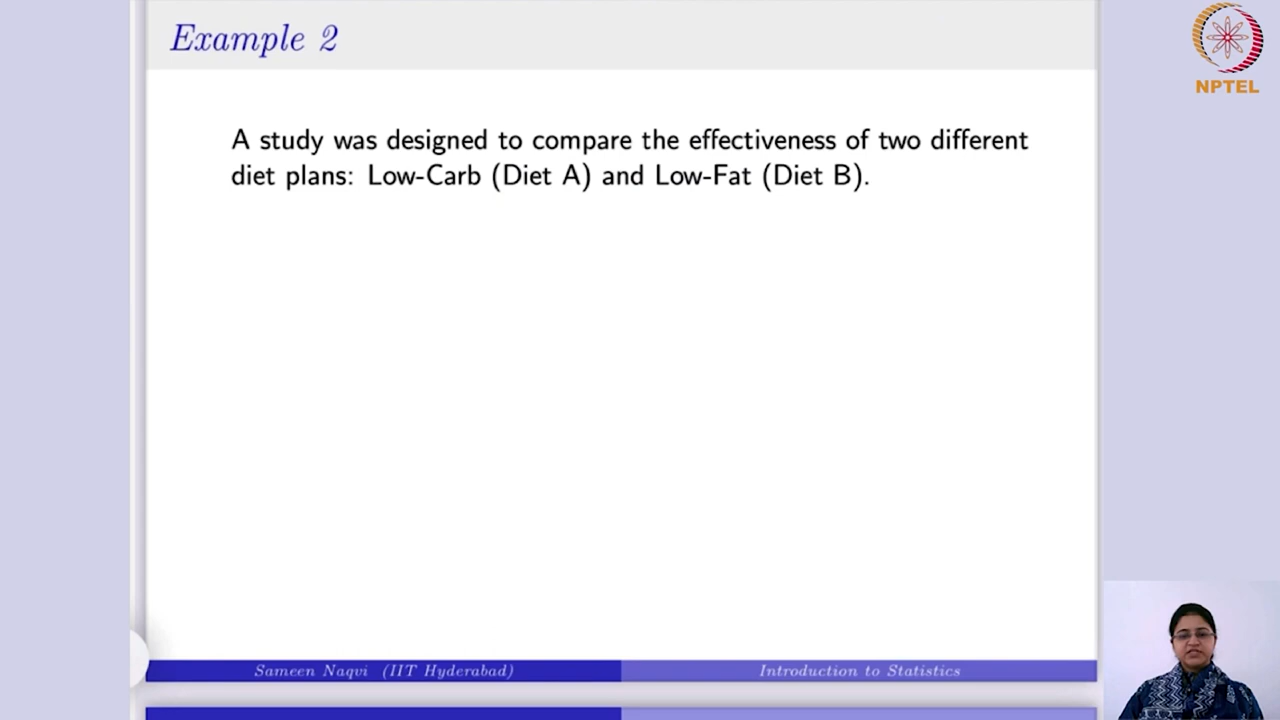 Example 2
NPTEL
A study was designed to compare the effectiveness of two different
diet plans: Low-Carb (Diet A) and Low-Fat (Diet B).
Sameen Naqvi (IIT Hyderabad)
Introduction to Statistics